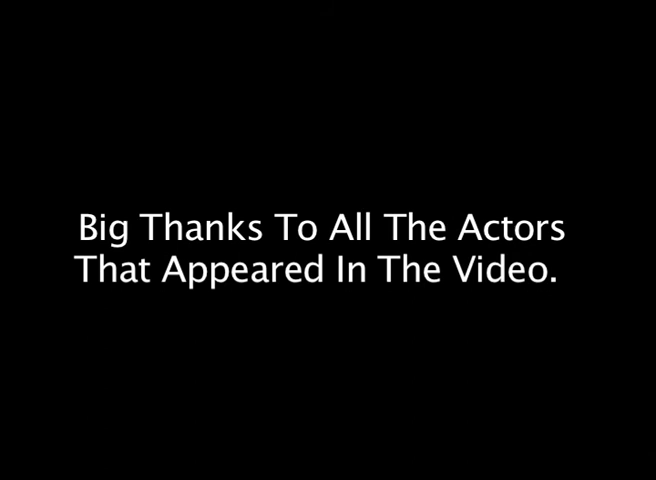 Big Thanks To All The Actors
That Appeared In The Video.